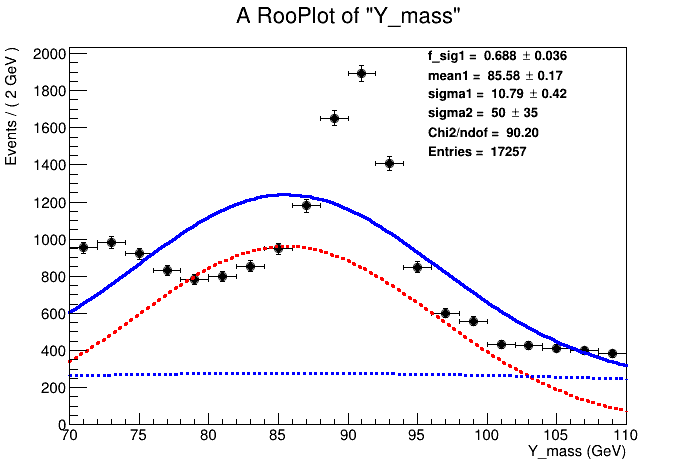 A RooPlot of "Y_mass"
Events / ( 2 GeV )
f_sig1 = 0.688 ± 0.036
mean1 = 85.58 ± 0.17
sigma1 = 10.79 ± 0.42
sigma2 = 50 ± 35
Chi2/ndof = 90.20
Entries = 17257
2000
1800
1600
1400
1200
1000
800
600
400
200
0
70 75 80 85 90 95 100 105 110
Y_mass (GeV)